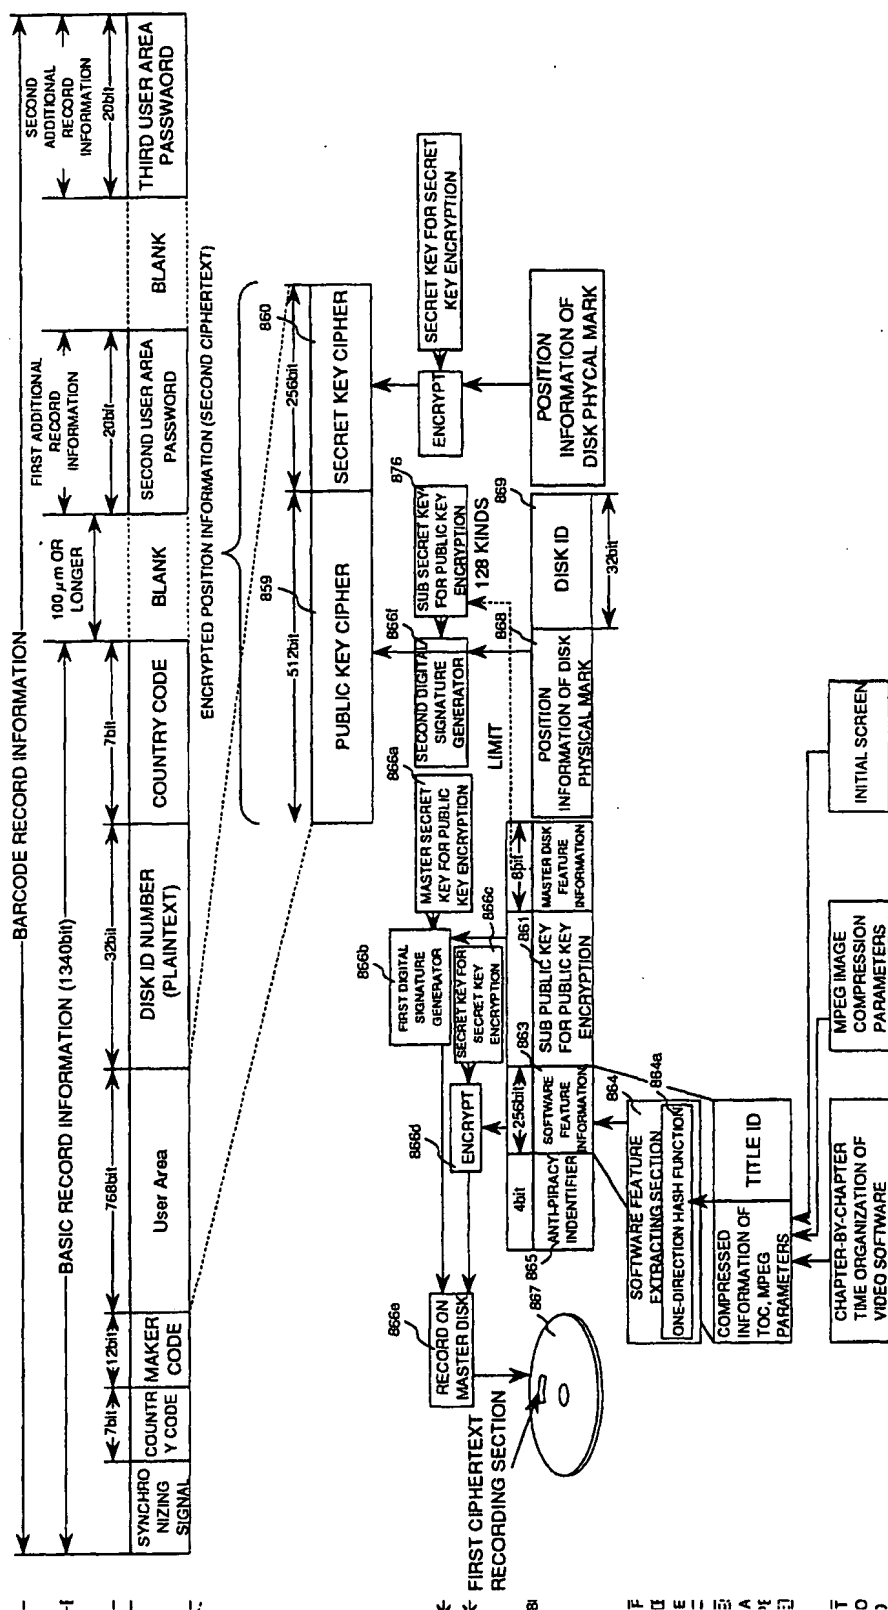 BARCODE RECORD INFORMATION
BASIC RECORD INFORMATION (1340bit)
100 μm OR
LONGER
FIRST ADDITIONAL
RECORD
INFORMATION
SECOND
ADDITIONAL
RECORD
INFORMATION
7bit
12bit
768bit
32bit
7bit
20bit
20bit
SYNCHRO
NIZING
SIGNAL
COUNTR
Y CODE
MAKER
CODE
User Area
DISK ID NUMBER
(PLAINTEXT)
COUNTRY CODE
BLANK
SECOND USER AREA
PASSWORD
BLANK
THIRD USER AREA
PASSWAORD
ENCRYPTED POSITION INFORMATION (SECOND CIPHERTEXT)
859
860
512bit
256bit
PUBLIC KEY CIPHER
SECRET KEY CIPHER
866e
RECORD ON
MASTER DISK
866d
ENCRYPT
866b
FIRST DIGITAL
SIGNATURE
GENERATOR
SECRET KEY FOR
SECRET KEY
ENCRYPTION
866c
866a
MASTER SECRET
KEY FOR PUBLIC
KEY ENCRYPTION
866f
SECOND DIGITAL
SIGNATURE
GENERATOR
876
SUB SECRET KEY
FOR PUBLIC KEY
ENCRYPTION
128 KINDS
ENCRYPT
SECRET KEY FOR SECRET
KEY ENCRYPTION
LIMIT
FIRST CIPHERTEXT
RECORDING SECTION
867
865
4bit
ANTI-PIRACY
INDENTIFIER
256bit
SOFTWARE
FEATURE
INFORMATION
863
861
SUB PUBLIC KEY
FOR PUBLIC KEY
ENCRYPTION
8bit
MASTER DISK
FEATURE
INFORMATION
868
POSITION
INFORMATION OF DISK
PHYSICAL MARK
869
DISK ID
32bit
POSITION
INFORMATION OF
DISK PHYCAL MARK
864
SOFTWARE FEATURE
EXTRACTING SECTION
864a
ONE-DIRECTION HASH FUNCTION
COMPRESSED
INFORMATION OF
TOC, MPEG
PARAMETERS
TITLE ID
CHAPTER-BY-CHAPTER
TIME ORGANIZATION OF
VIDEO SOFTWARE
MPEG IMAGE
COMPRESSION
PARAMETERS
INITIAL SCREEN